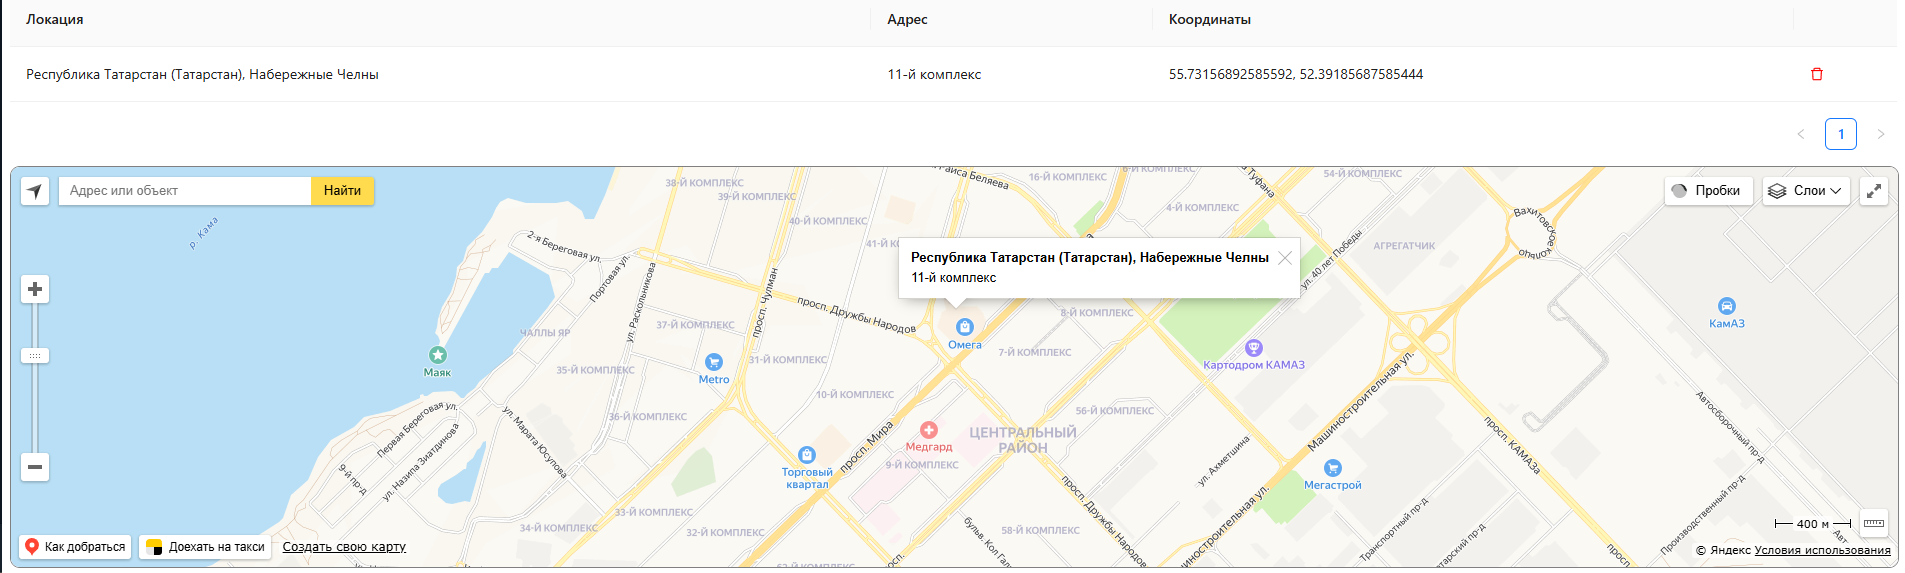 Локация Адрес Координаты
Республика Татарстан (Татарстан), Набережные Челны 11-й комплекс 55.73156892585592, 52.39185687585444
1
Адрес или объект Найти
Пробки Слои
38-Й КОМПЛЕКС
39-Й КОМПЛЕКС
40-Й КОМПЛЕКС
16-Й КОМПЛЕКС
54-Й КОМПЛЕКС
4-Й КОМПЛЕКС
Вахитовское кольцо
р. Кама
2-я Береговая ул.
Портовая ул.
ул. Раскольникова
просп. Чулман
АГРЕГАТЧИК
ул. 40 лет Победы
Республика Татарстан (Татарстан), Набережные Челны
11-й комплекс
просп. Дружбы Народов
8-Й КОМПЛЕКС
КамАЗ
37-Й КОМПЛЕКС
ЧАЛЛЫ ЯР
Омега
7-Й КОМПЛЕКС
31-Й КОМПЛЕКС
Маяк
35-Й КОМПЛЕКС
Metro
Картодром КАМАЗ
Машиностроительная ул.
10-Й КОМПЛЕКС
36-Й КОМПЛЕКС
56-Й КОМПЛЕКС
Первая Береговая ул.
ул. Марата Юсупова
ул. Назипа Зиатдинова
9-й пр-д
просп. Мира
Медгард
ЦЕНТРАЛЬНЫЙ
РАЙОН
9-Й КОМПЛЕКС
Торговый
квартал
ул. Ахметшина
Мегастрой
просп. КАМАЗа
Автосборочный пр-д
Производственный пр-д
Транспортный пр-д
просп. Дружбы Народов
33-Й КОМПЛЕКС
34-Й КОМПЛЕКС
32-Й КОМПЛЕКС
58-Й КОМПЛЕКС
400 м
Как добраться Доехать на такси Создать свою карту
© Яндекс Условия использования